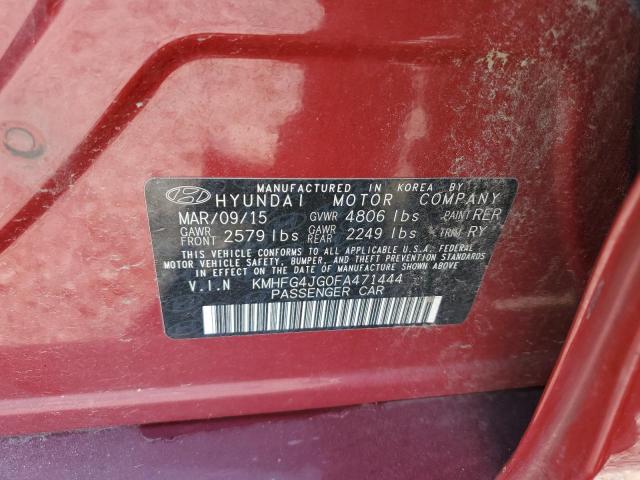 MANUFACTURED IN KOREA BY
HYUNDAI MOTOR COMPANY
MAR/09/15 GVWR 4806 lbs PAINT RER
GAWR FRONT 2579 lbs GAWR REAR 2249 lbs TRIM RY
THIS VEHICLE CONFORMS TO ALL APPLICABLE U.S.A. FEDERAL
MOTOR VEHICLE SAFETY, BUMPER, AND THEFT PREVENTION STANDARDS
IN EFFECT ON THE DATE OF MANUFACTURE SHOWN ABOVE.
V.I.N KMHFG4JG0FA471444
PASSENGER CAR